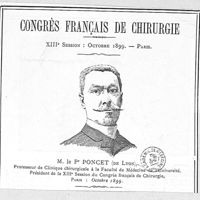 CONGRÈS FRANÇAIS DE CHIRURGIE
XIIIe Session : Octobre 1899. — Paris.
M. le Pr PONCET (de Lyon),
Professeur de Clinique chirurgicale à la Faculté de Médecine de l'Université,
Président de la XIIIe Session du Congrès français de Chirurgie,
Paris : Octobre 1899.